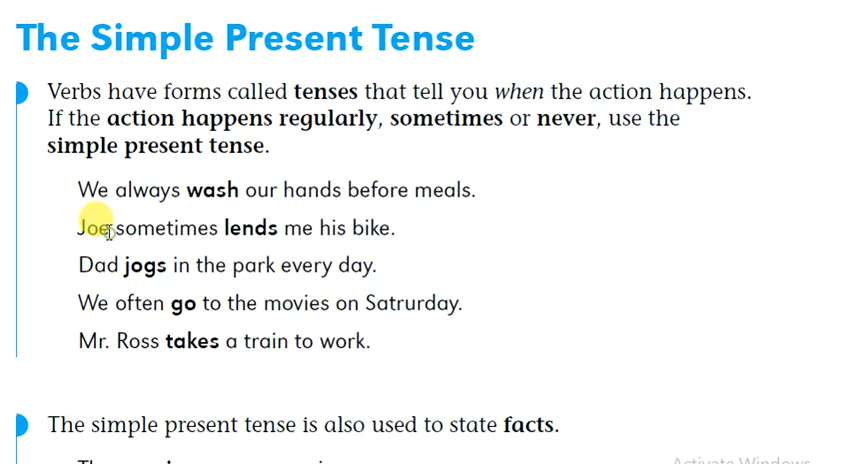 The Simple Present Tense
Verbs have forms called tenses that tell you when the action happens.
If the action happens regularly, sometimes or never, use the
simple present tense.
We always wash our hands before meals.
Joe sometimes lends me his bike.
Dad jogs in the park every day.
We often go to the movies on Satrurday.
Mr. Ross takes a train to work.
The simple present tense is also used to state facts.
Activate Windows